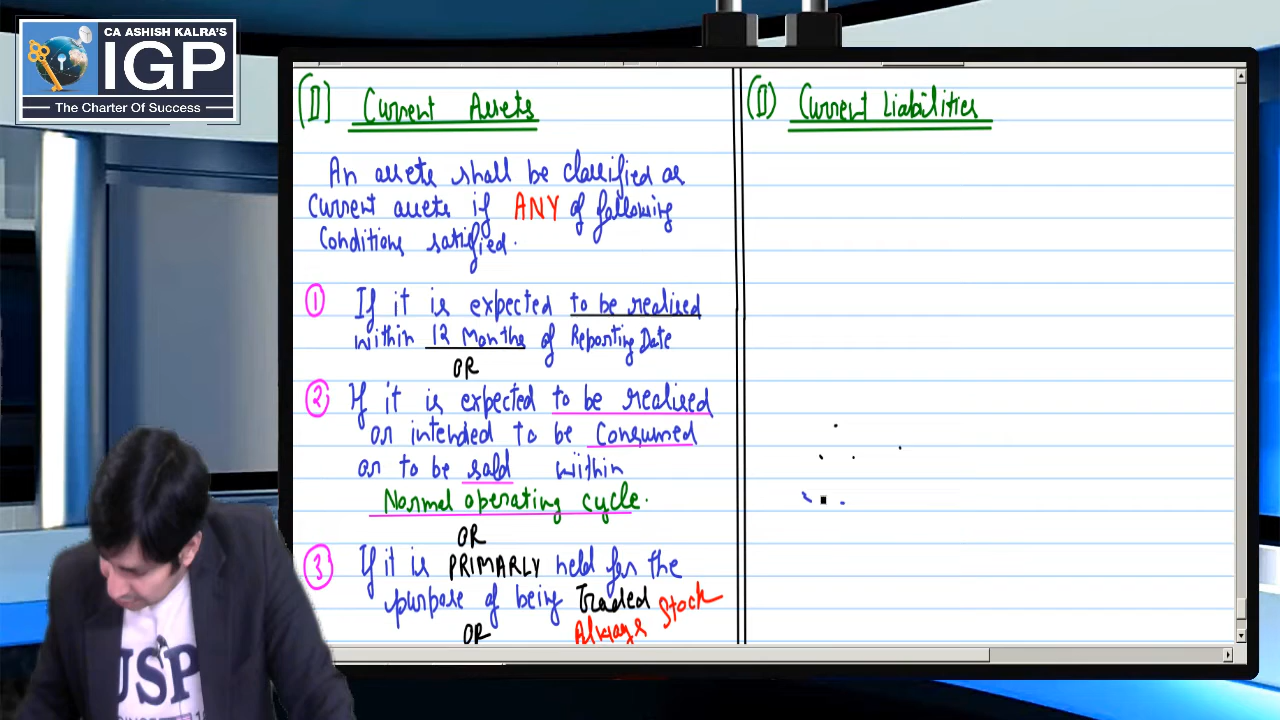 CA ASHISH KALRA'S
IGP
The Charter Of Success
(II] Current Assets
An assets shall be classified as
Current assets if ANY of following
Conditions satisfied.
① If it is expected to be realised
within 12 Months of Reporting Date
OR
② If it is expected to be realised
or intended to be Consumed
or to be sold within
Normal operating cycle.
OR
③ If it is PRIMARLY held for the
purpose of being Traded Stock
OR Always
(II) Current Liabilities
USP